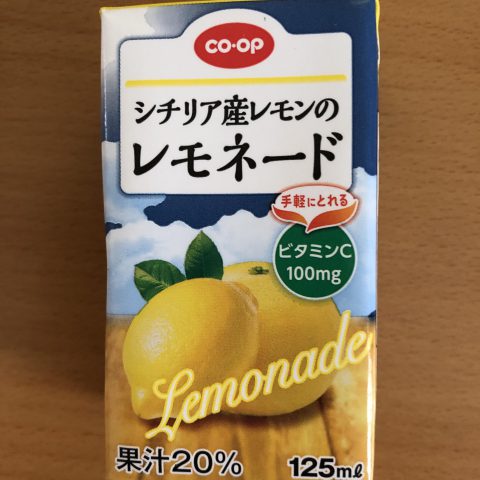 CO・OP
シチリア産レモンの
レモネード
手軽にとれる
ビタミンC
100mg
Lemonade
果汁20%
125ml